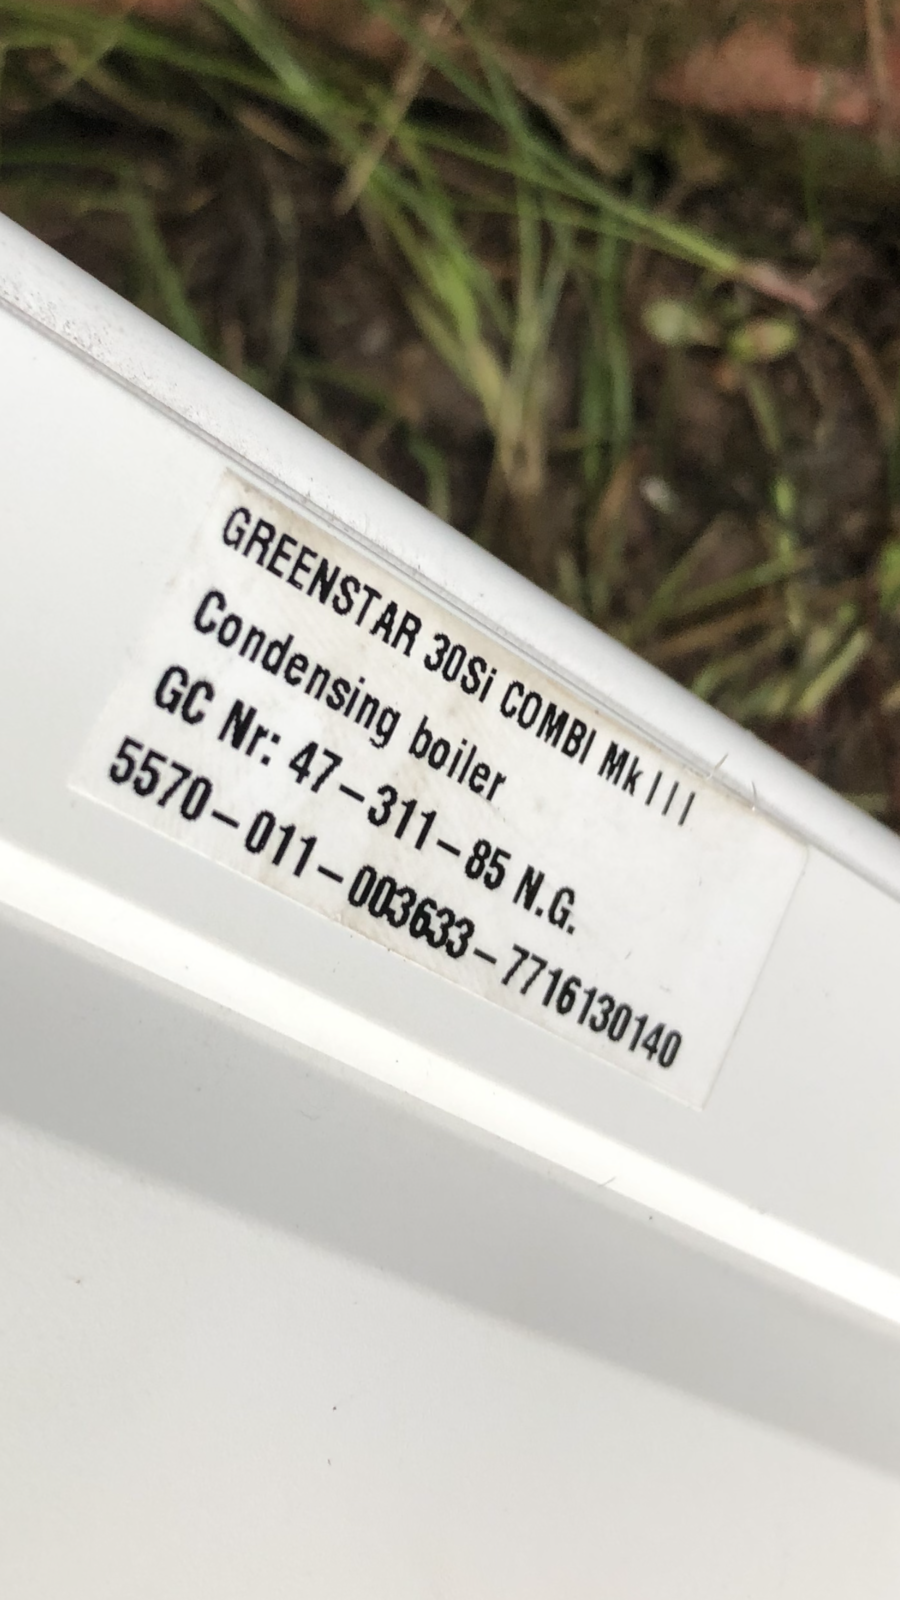 GREENSTAR 30Si COMBI Mk III
Condensing boiler
GC Nr: 47-311-85 N.G.
5570-011-003633-7716130140